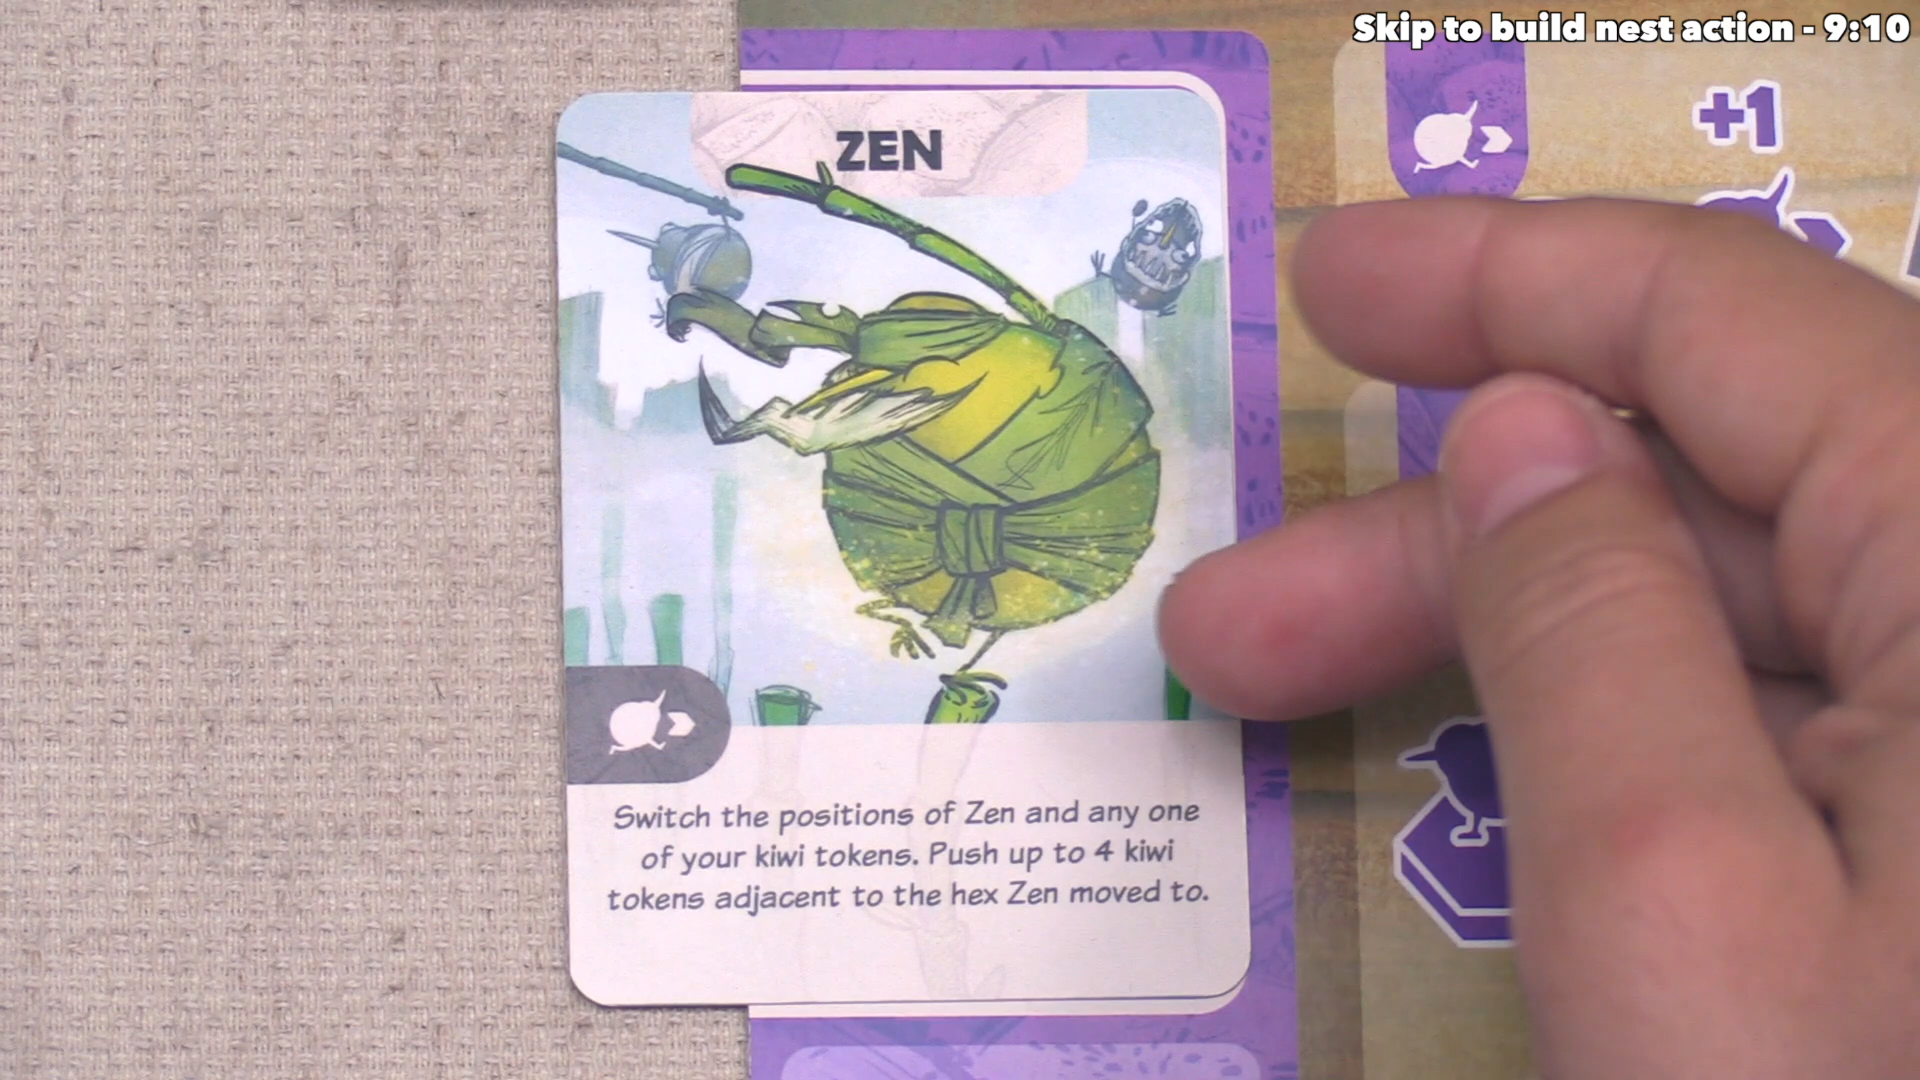 Skip to build nest action - 9:10
+1
ZEN
Switch the positions of Zen and any one
of your kiwi tokens. Push up to 4 kiwi
tokens adjacent to the hex Zen moved to.